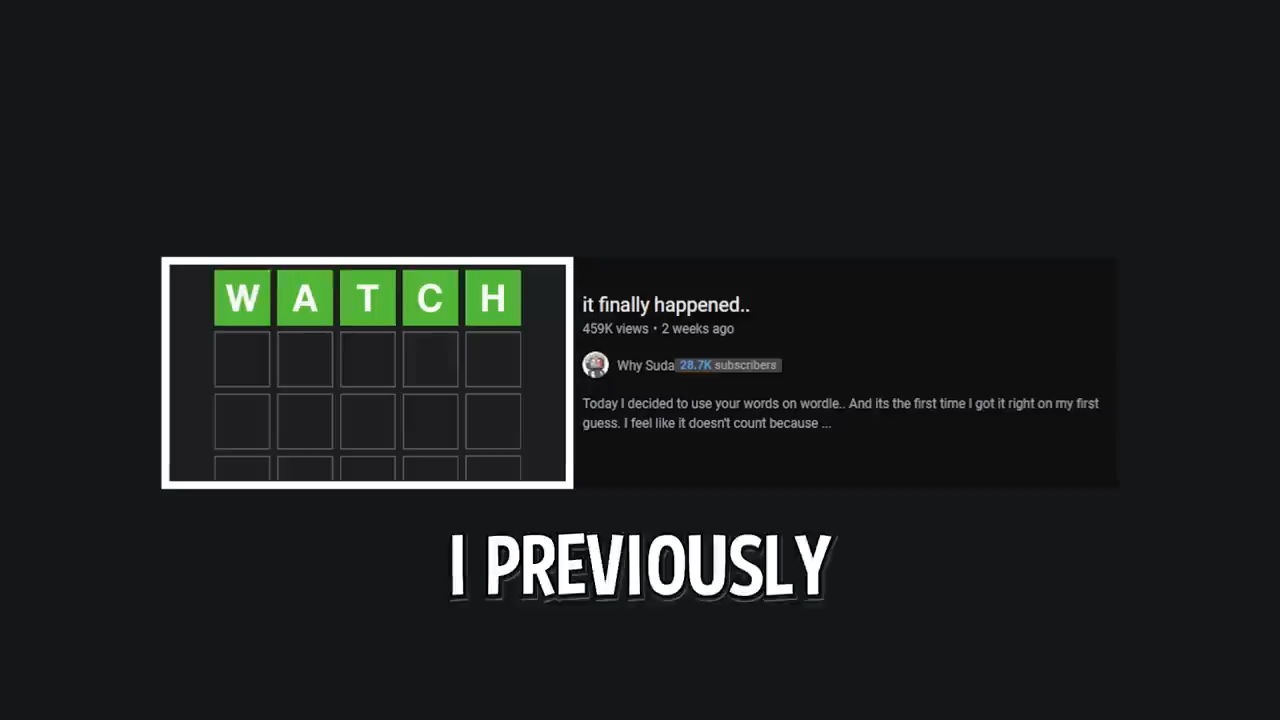 WATCH
it finally happened..
459K views • 2 weeks ago
Why Suda 28.7K subscribers
Today I decided to use your words on wordle.. And its the first time I got it right on my first
guess. I feel like it doesn't count because ...
I PREVIOUSLY